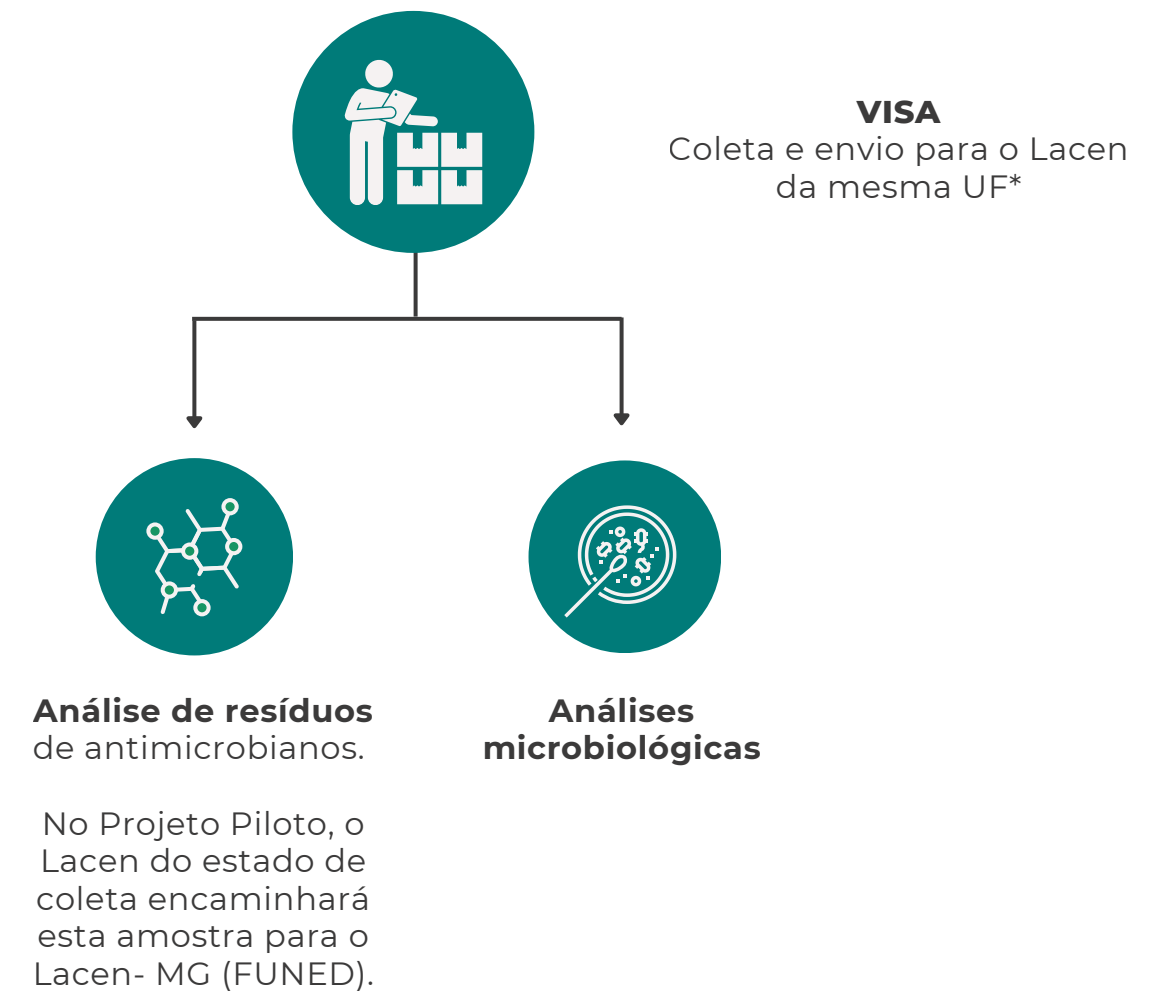 VISA
Coleta e envio para o Lacen
da mesma UF*
Análise de resíduos
de antimicrobianos.
No Projeto Piloto, o
Lacen do estado de
coleta encaminhará
esta amostra para o
Lacen- MG (FUNED).
Análises
microbiológicas